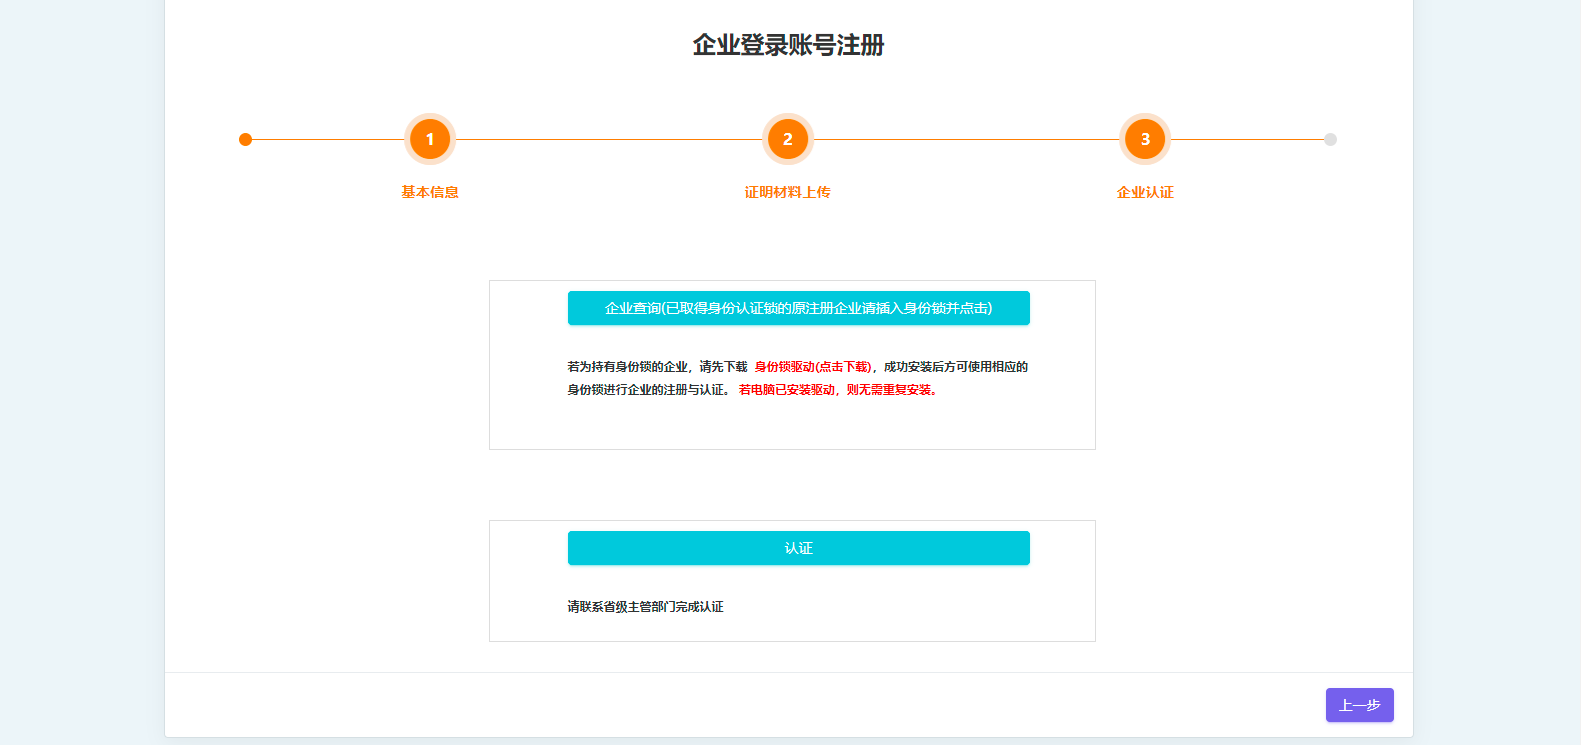 企业登录账号注册
1
2
3
基本信息
证明材料上传
企业认证
企业查询(已取得身份认证锁的原注册企业请插入身份锁并点击)
若为持有身份锁的企业，请先下载 身份锁驱动(点击下载)，成功安装后方可使用相应的
身份锁进行企业的注册与认证。 若电脑已安装驱动，则无需重复安装。
认证
请联系省级主管部门完成认证
上一步